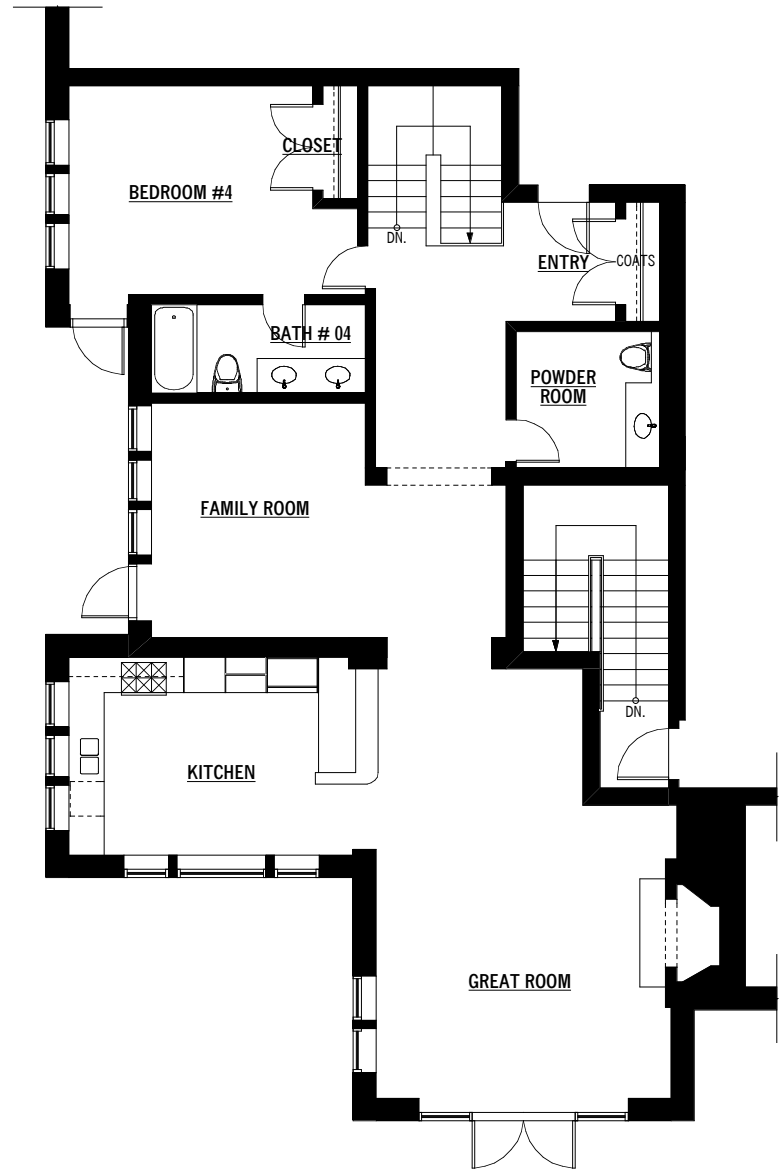 CLOSET
BEDROOM #4
DN.
ENTRY
COATS
BATH # 04
POWDER
ROOM
FAMILY ROOM
DN.
KITCHEN
GREAT ROOM